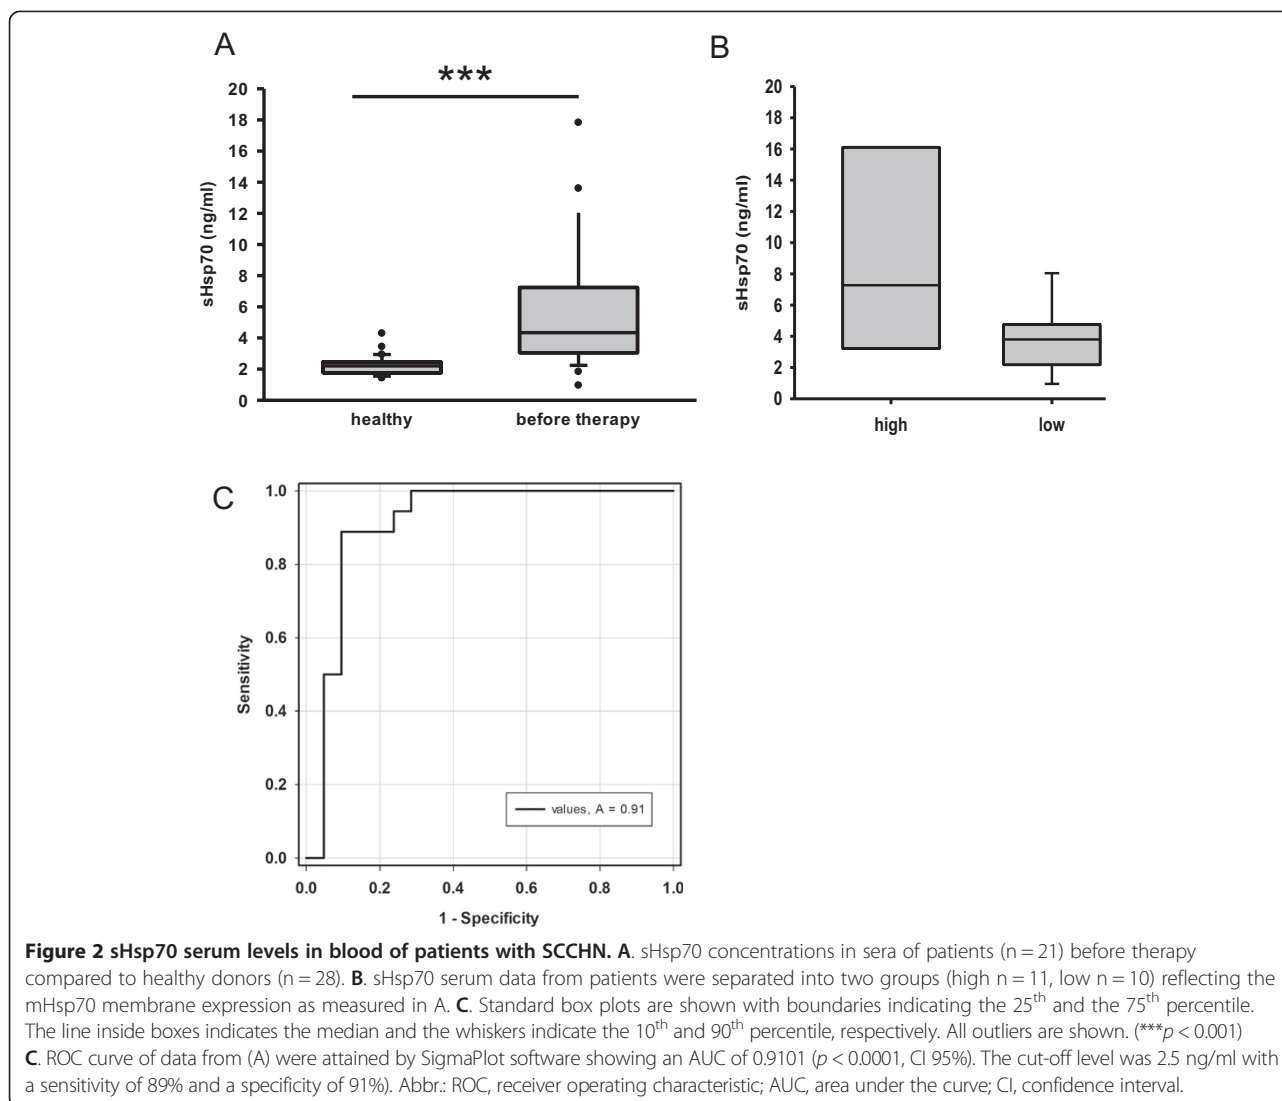 A
***
20
18
16
14
12
10
8
6
4
2
0
sHsp70 (ng/ml)
healthy before therapy
B
20
18
16
14
12
10
8
6
4
2
0
sHsp70 (ng/ml)
high low
C
1.0
0.8
0.6
0.4
0.2
0.0
Sensitivity
values, A = 0.91
0.0 0.2 0.4 0.6 0.8 1.0
1 - Specificity
Figure 2 sHsp70 serum levels in blood of patients with SCCHN. A. sHsp70 concentrations in sera of patients (n = 21) before therapy
compared to healthy donors (n = 28). B. sHsp70 serum data from patients were separated into two groups (high n = 11, low n = 10) reflecting the
mHsp70 membrane expression as measured in A. C. Standard box plots are shown with boundaries indicating the 25th and the 75th percentile.
The line inside boxes indicates the median and the whiskers indicate the 10th and 90th percentile, respectively. All outliers are shown. (***p < 0.001)
C. ROC curve of data from (A) were attained by SigmaPlot software showing an AUC of 0.9101 (p < 0.0001, CI 95%). The cut-off level was 2.5 ng/ml with
a sensitivity of 89% and a specificity of 91%). Abbr.: ROC, receiver operating characteristic; AUC, area under the curve; CI, confidence interval.